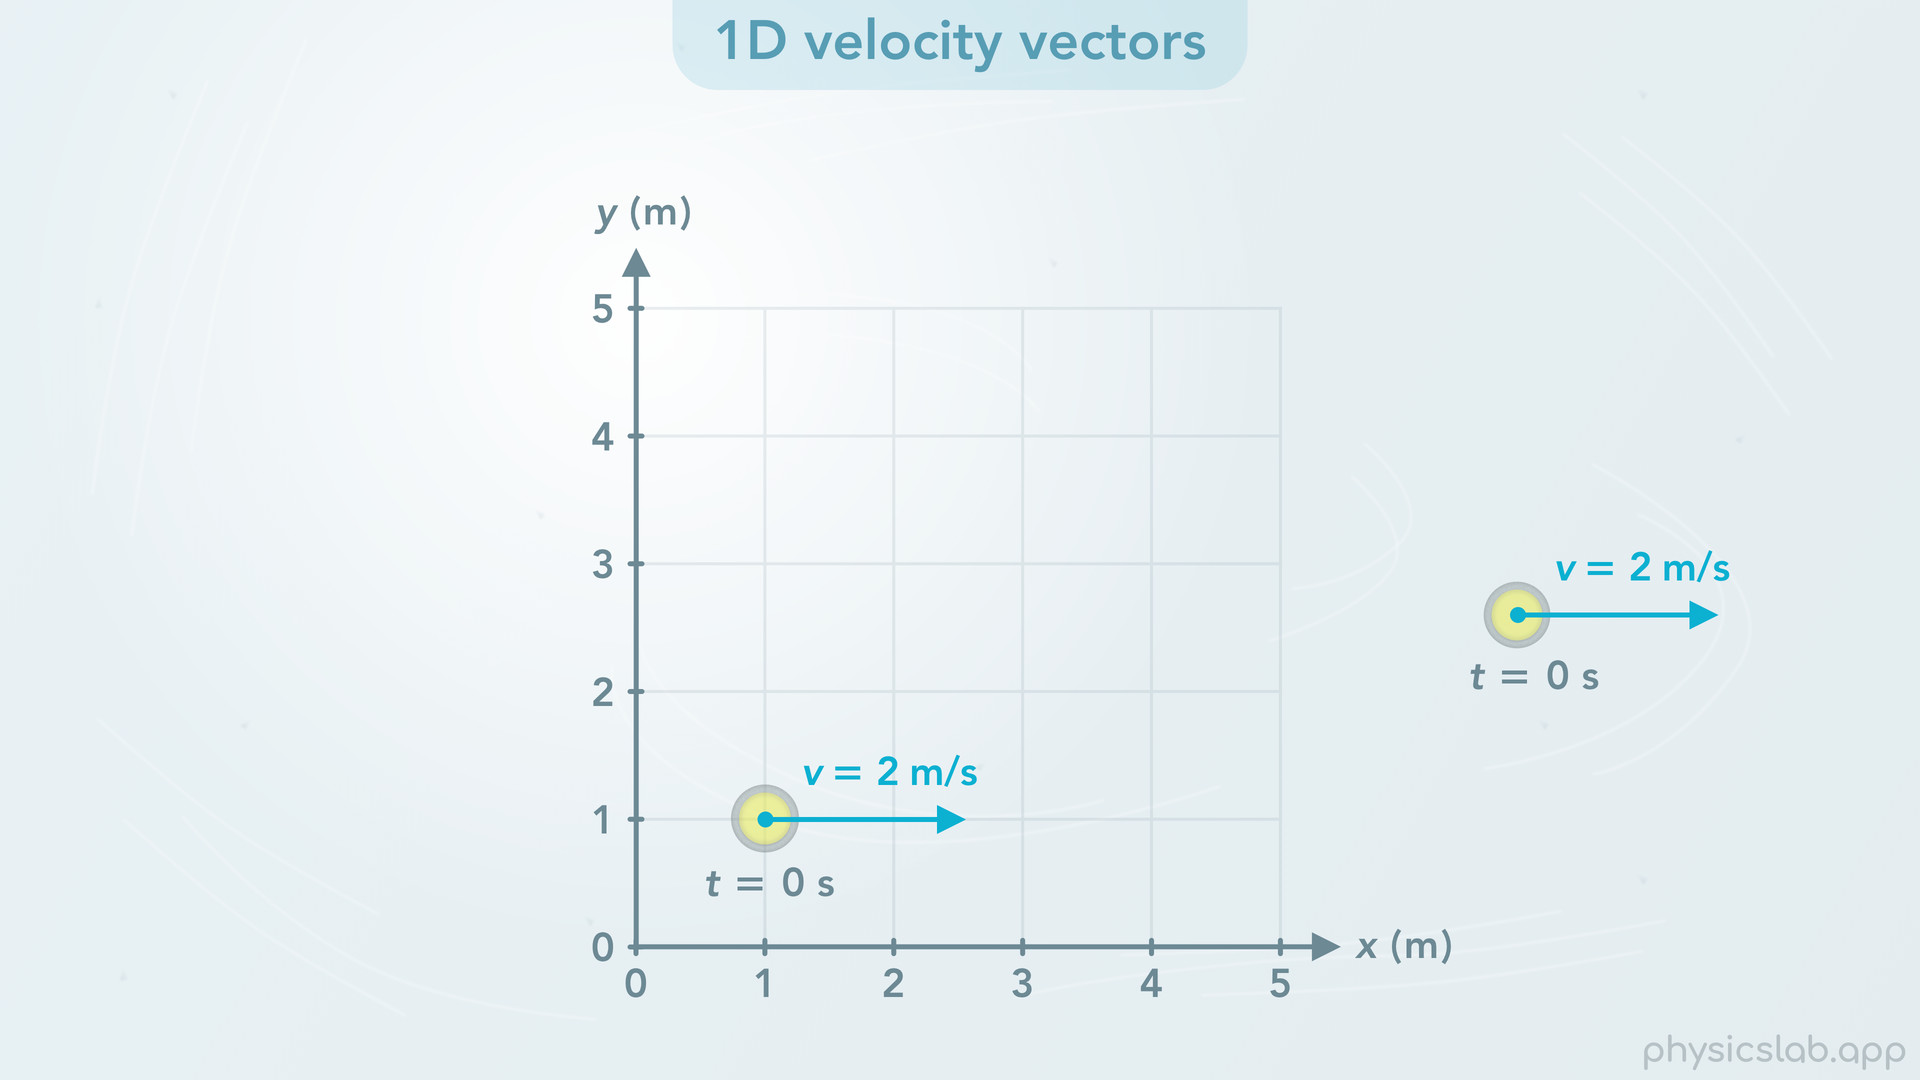 1D velocity vectors
y (m)
5
4
3
2
1
0
v = 2 m/s
t = 0 s
0 1 2 3 4 5
x (m)
v = 2 m/s
t = 0 s
physicslab.app